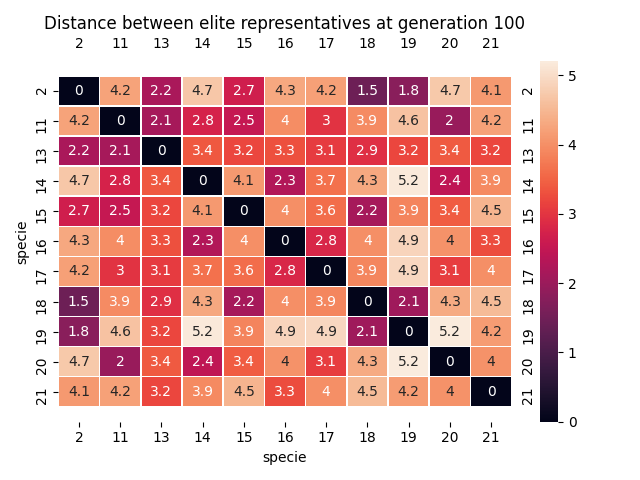 Distance between elite representatives at generation 100
2 11 13 14 15 16 17 18 19 20 21
2 0 4.2 2.2 4.7 2.7 4.3 4.2 1.5 1.8 4.7 4.1 2
11 4.2 0 2.1 2.8 2.5 4 3 3.9 4.6 2 4.2 11
13 2.2 2.1 0 3.4 3.2 3.3 3.1 2.9 3.2 3.4 3.2 13
14 4.7 2.8 3.4 0 4.1 2.3 3.7 4.3 5.2 2.4 3.9 14
15 2.7 2.5 3.2 4.1 0 4 3.6 2.2 3.9 3.4 4.5 15
16 4.3 4 3.3 2.3 4 0 2.8 4 4.9 4 3.3 16
17 4.2 3 3.1 3.7 3.6 2.8 0 3.9 4.9 3.1 4 17
18 1.5 3.9 2.9 4.3 2.2 4 3.9 0 2.1 4.3 4.5 18
19 1.8 4.6 3.2 5.2 3.9 4.9 4.9 2.1 0 5.2 4.2 19
20 4.7 2 3.4 2.4 3.4 4 3.1 4.3 5.2 0 4 20
21 4.1 4.2 3.2 3.9 4.5 3.3 4 4.5 4.2 4 0 21
2 11 13 14 15 16 17 18 19 20 21
specie
specie
5
4
3
2
1
0